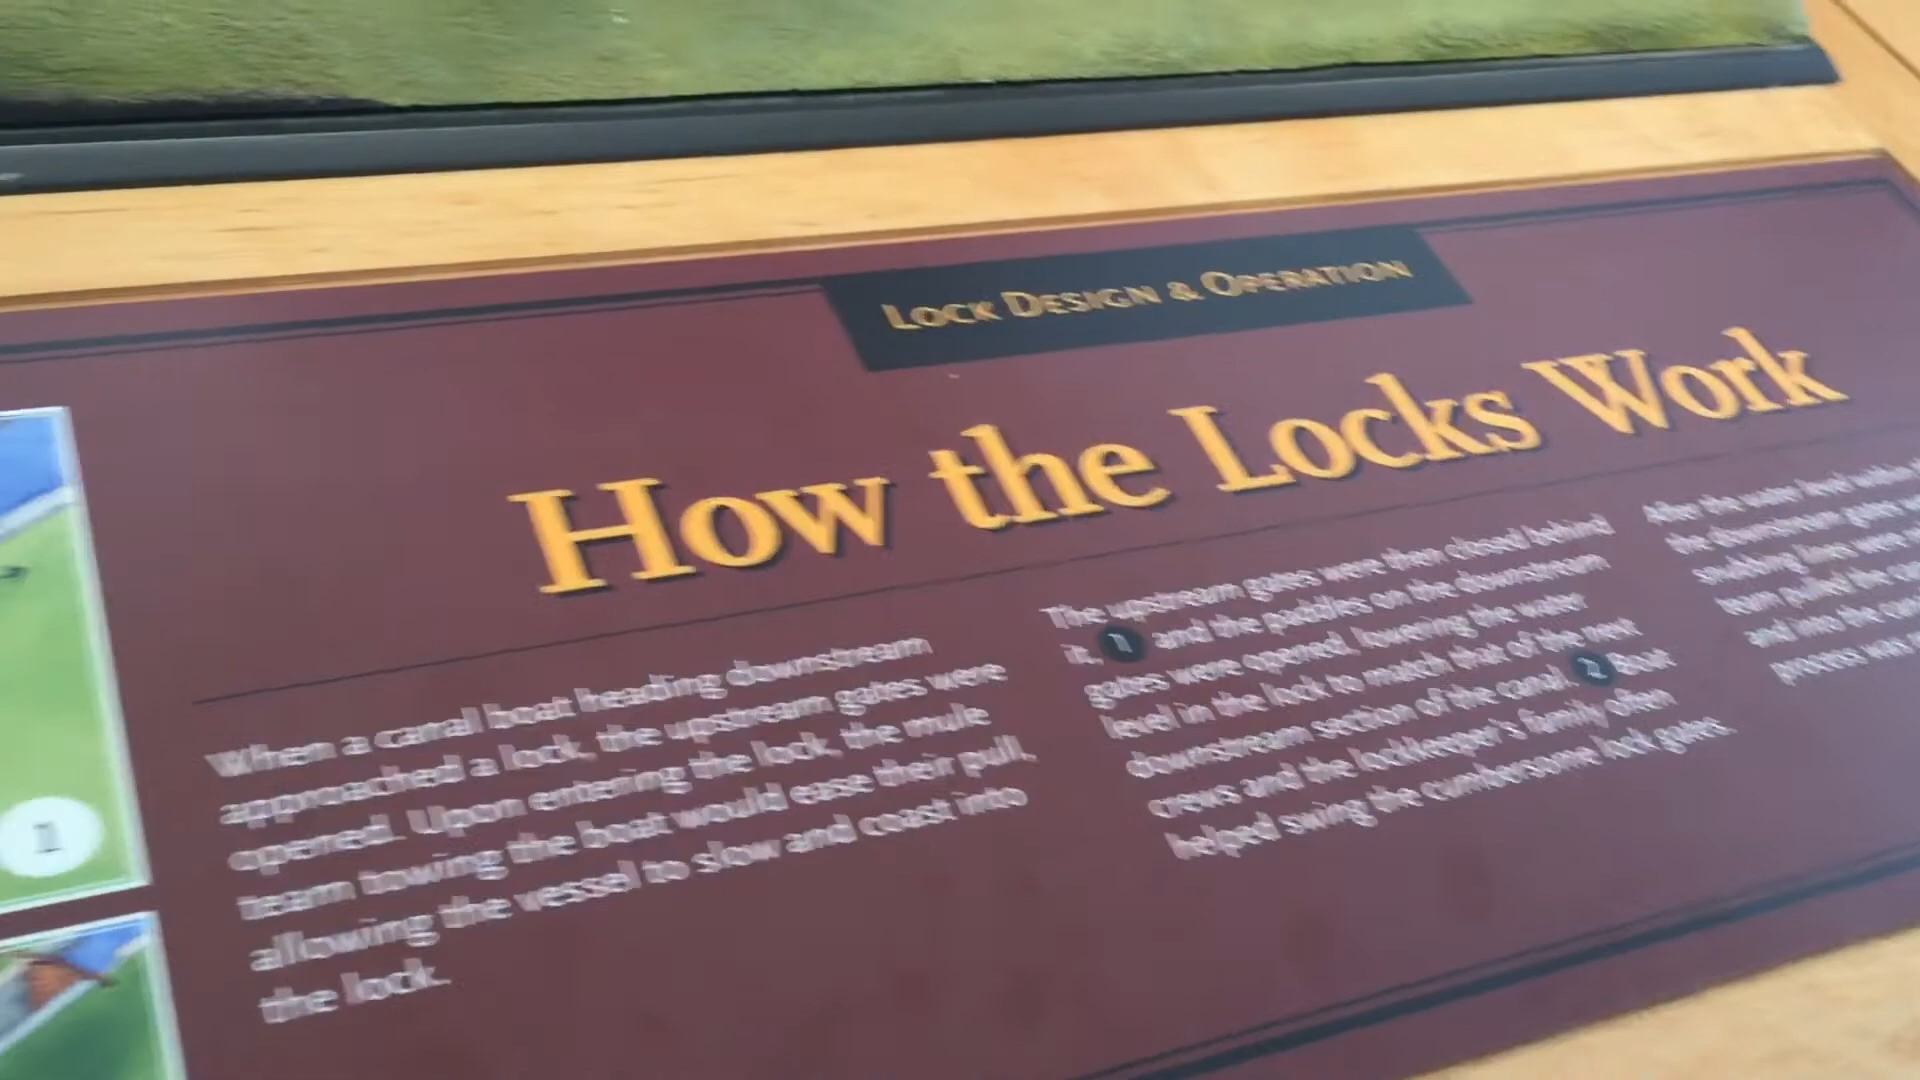 LOCK DESIGN & OPERATION
How the Locks Work
When a canal boat heading downstream
approached a lock, the upstream gates were
opened. Upon entering the lock, the mule
team towing the boat would ease their pull,
allowing the vessel to slow and coast into
the lock.
The upstream gates were then closed behind
it, 1 and the paddles on the downstream
gates were opened, lowering the water
level in the lock to match that of the next
downstream section of the canal. 2 Boat
crews and the lockkeeper's family often
helped swing the cumbersome lock gates.
After the water level within
the downstream gates
snubbing lines were
team pulled the
and into the
process was
1